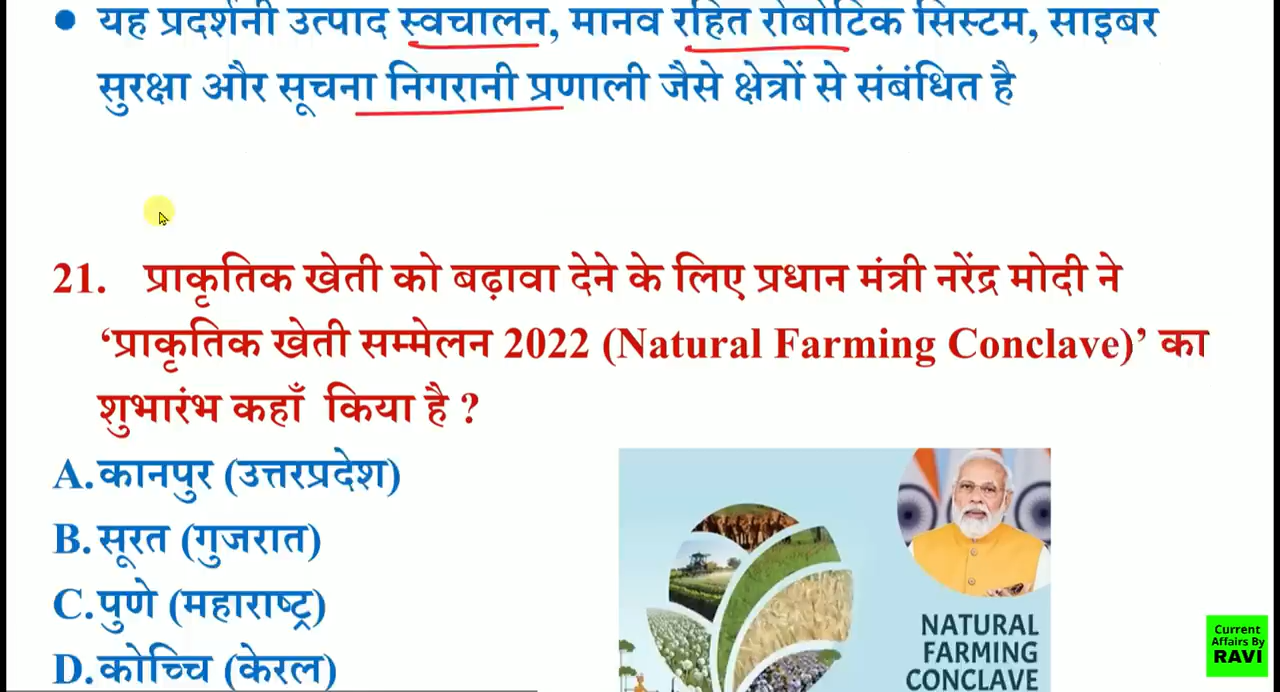 • यह प्रदर्शनी उत्पाद स्वचालन, मानव रहित रोबोटिक सिस्टम, साइबर
सुरक्षा और सूचना निगरानी प्रणाली जैसे क्षेत्रों से संबंधित है
21. प्राकृतिक खेती को बढ़ावा देने के लिए प्रधान मंत्री नरेंद्र मोदी ने
‘प्राकृतिक खेती सम्मेलन 2022 (Natural Farming Conclave)’ का
शुभारंभ कहाँ किया है ?
A. कानपुर (उत्तरप्रदेश)
B. सूरत (गुजरात)
C. पुणे (महाराष्ट्र)
D. कोच्चि (केरल)
NATURAL
FARMING
CONCLAVE
Current
Affairs By
RAVI